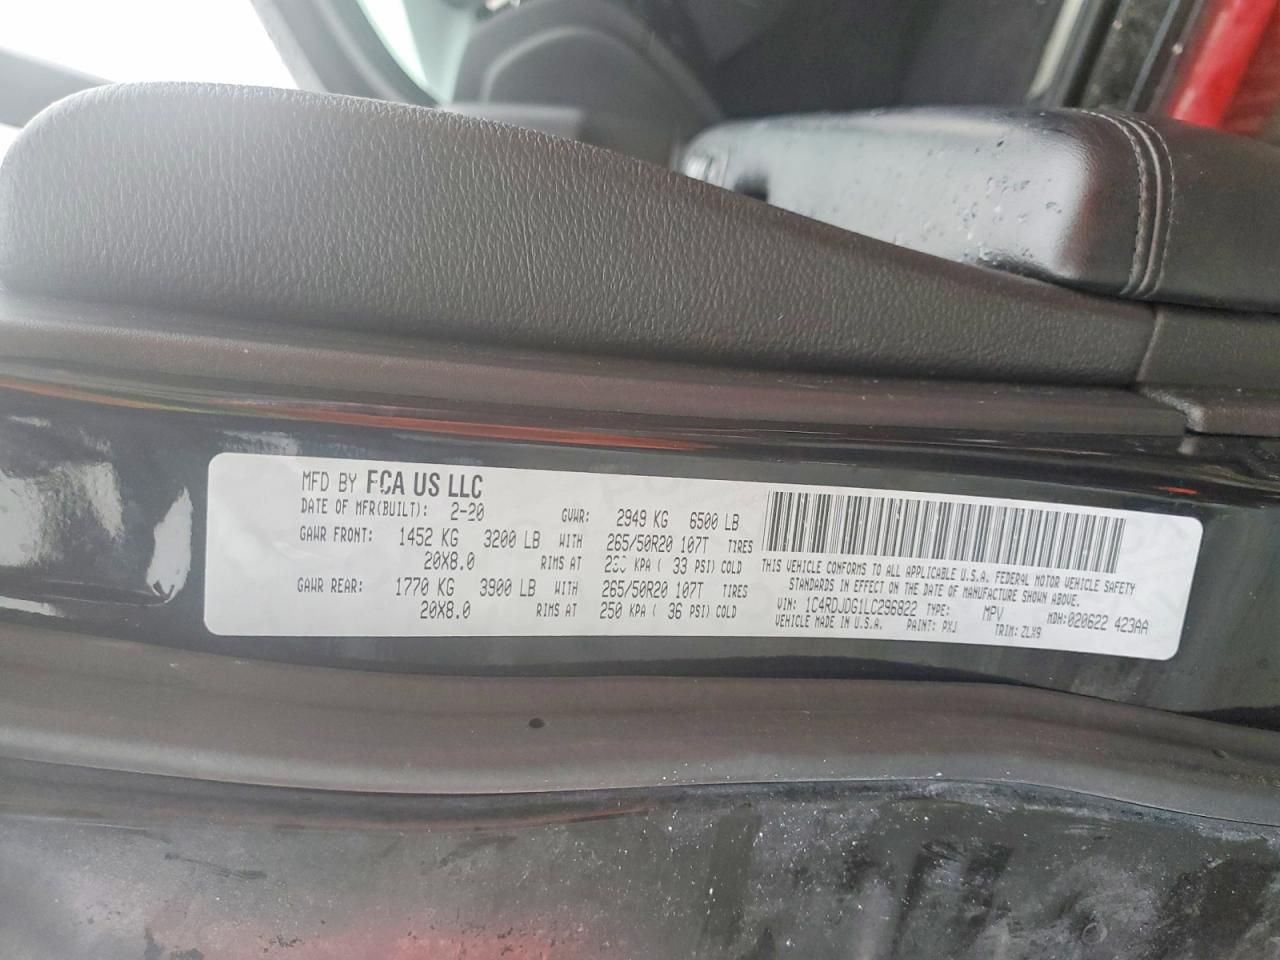 MFD BY FCA US LLC
DATE OF MFR(BUILT): 2-20 GVWR: 2949 KG 6500 LB
GAWR FRONT: 1452 KG 3200 LB WITH 265/50R20 107T TIRES
20X8.0 RIMS AT KPA ( 33 PSI) COLD
GAWR REAR: 1770 KG 3900 LB WITH 265/50R20 107T TIRES
20X8.0 RIMS AT 250 KPA ( 36 PSI) COLD
THIS VEHICLE CONFORMS TO ALL APPLICABLE U.S.A. FEDERAL MOTOR VEHICLE SAFETY
STANDARDS IN EFFECT ON THE DATE OF MANUFACTURE SHOWN ABOVE.
VIN: 1C4RDJDG1LC296822 TYPE: MPV MDH:020622 423AA
VEHICLE MADE IN U.S.A. PAINT: PXJ TRIM: ZLX9